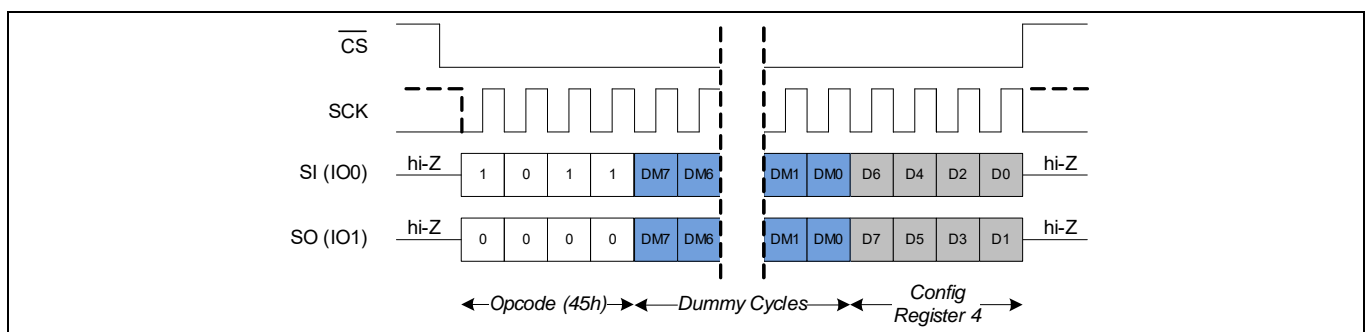 CS
SCK
hi-Z hi-Z
SI (IO0) 1 0 1 1 DM7 DM6 DM1 DM0 D6 D4 D2 D0
hi-Z hi-Z
SO (IO1) 0 0 0 0 DM7 DM6 DM1 DM0 D7 D5 D3 D1
Opcode (45h) Dummy Cycles Config
Register 4